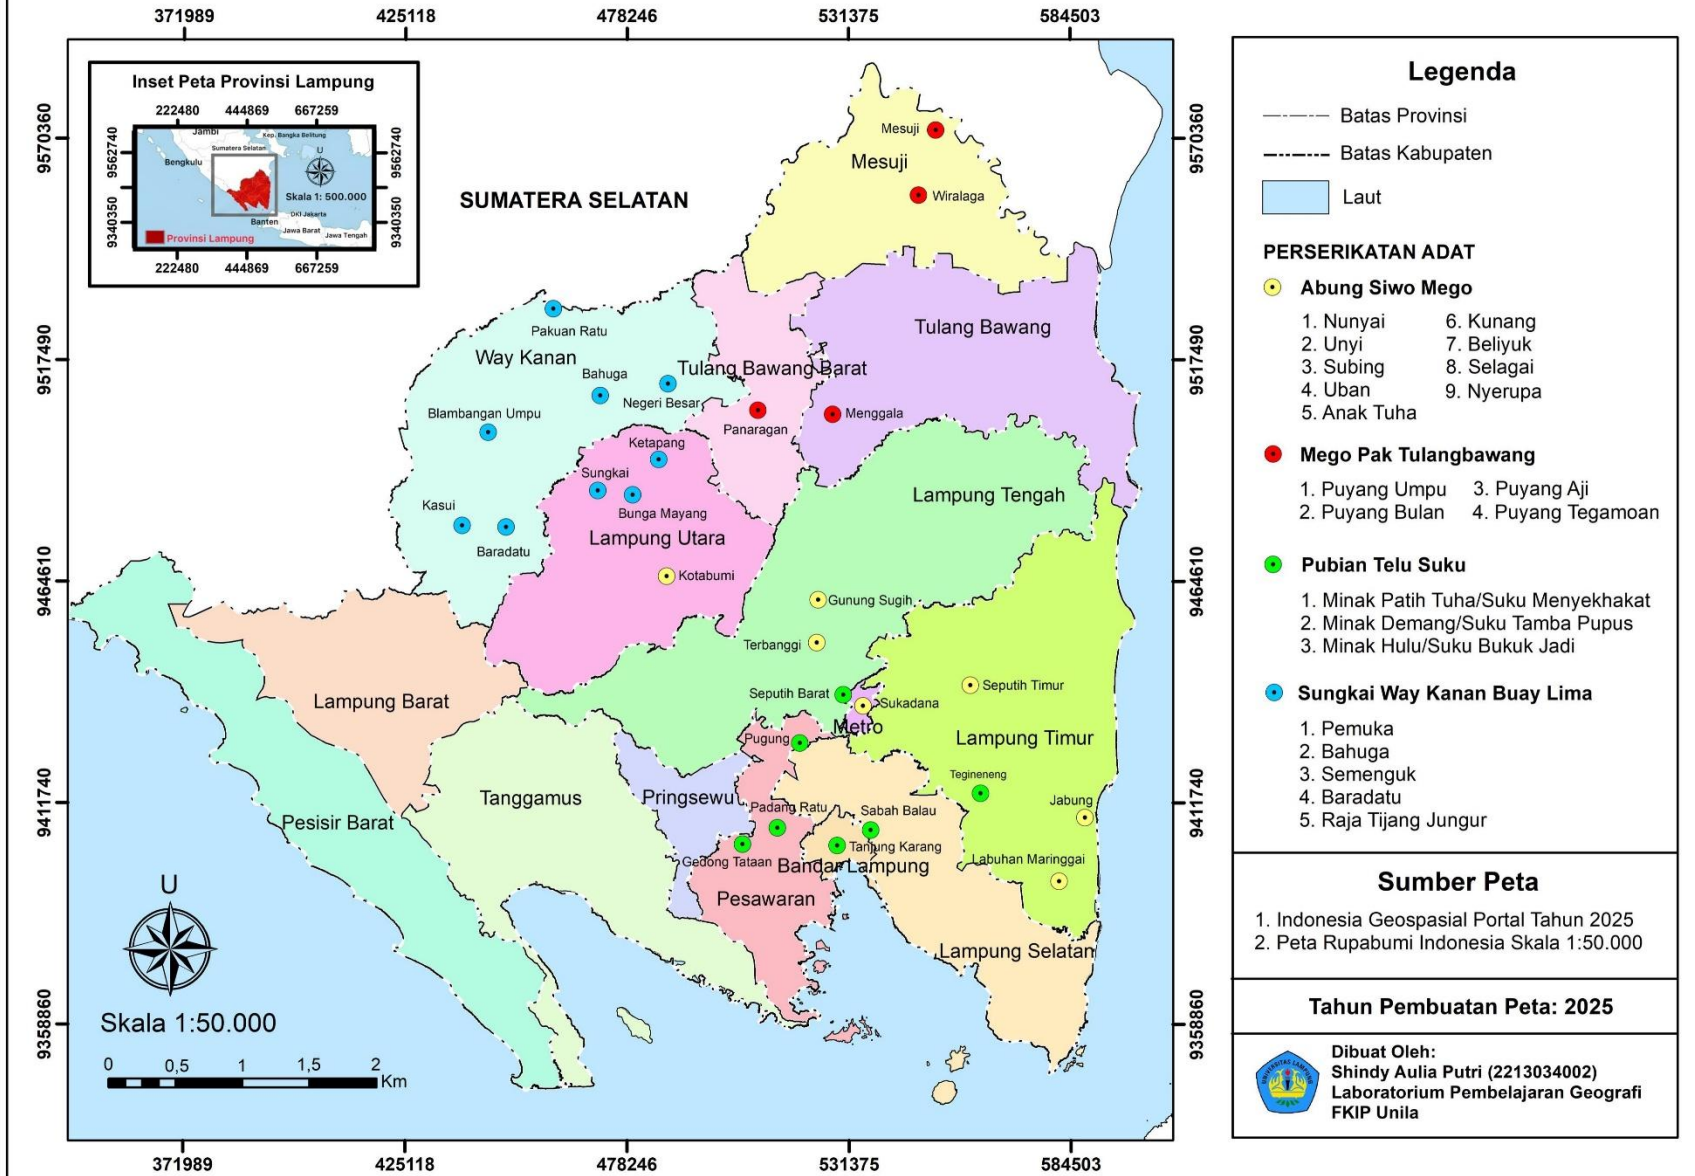 371989 425118 478246 531375 584503
Inset Peta Provinsi Lampung
222480 444869 667259
Jambi
Kep. Bangka Belitung
Sumatera Selatan
Bengkulu
U
Skala 1: 500.000
DKI Jakarta
Banten
Jawa Barat
Jawa Tengah
Provinsi Lampung
9562740
9340350
9562740
9340350
222480 444869 667259
9570360
9517490
9464610
9411740
9358860
SUMATERA SELATAN
Mesuji
Mesuji
Wiralaga
Tulang Bawang
Pakuan Ratu
Way Kanan
Tulang Bawang Barat
Bahuga
Negeri Besar
Blambangan Umpu
Panaragan
Menggala
Ketapang
Sungkai
Lampung Tengah
Kasui
Bunga Mayang
Lampung Utara
Baradatu
Kotabumi
Gunung Sugih
Terbanggi
Seputih Timur
Seputih Barat
Sukadana
Lampung Barat
Metro
Pugung
Lampung Timur
Tegineneng
Tanggamus
Pringsewu
Jabung
Padang Ratu
Sabah Balau
Pesisir Barat
Tanjung Karang
Gedong Tataan
Bandar Lampung
Labuhan Maringgai
Pesawaran
Lampung Selatan
U
Skala 1:50.000
0 0,5 1 1,5 2
Km
9570360
9517490
9464610
9411740
9358860
371989 425118 478246 531375 584503
Legenda
Batas Provinsi
Batas Kabupaten
Laut
PERSERIKATAN ADAT
Abung Siwo Mego
1. Nunyai 6. Kunang
2. Unyi 7. Beliyuk
3. Subing 8. Selagai
4. Uban 9. Nyerupa
5. Anak Tuha
Mego Pak Tulangbawang
1. Puyang Umpu 3. Puyang Aji
2. Puyang Bulan 4. Puyang Tegamoan
Pubian Telu Suku
1. Minak Patih Tuha/Suku Menyekhakat
2. Minak Demang/Suku Tamba Pupus
3. Minak Hulu/Suku Bukuk Jadi
Sungkai Way Kanan Buay Lima
1. Pemuka
2. Bahuga
3. Semenguk
4. Baradatu
5. Raja Tijang Jungur
Sumber Peta
1. Indonesia Geospasial Portal Tahun 2025
2. Peta Rupabumi Indonesia Skala 1:50.000
Tahun Pembuatan Peta: 2025
UNIVERSITAS LAMPUNG
Dibuat Oleh:
Shindy Aulia Putri (2213034002)
Laboratorium Pembelajaran Geografi
FKIP Unila